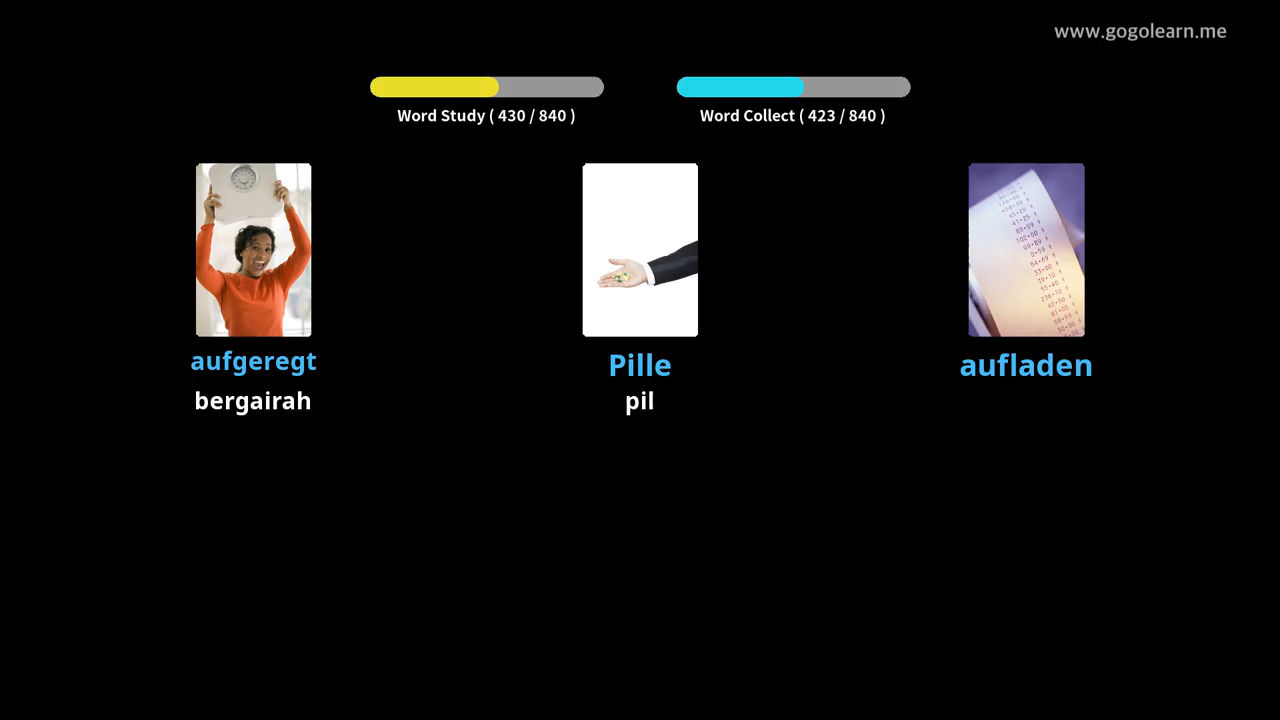 www.gogolearn.me
Word Study ( 430 / 840 )
Word Collect ( 423 / 840 )
aufgeregt
Pille
aufladen
bergairah
pil